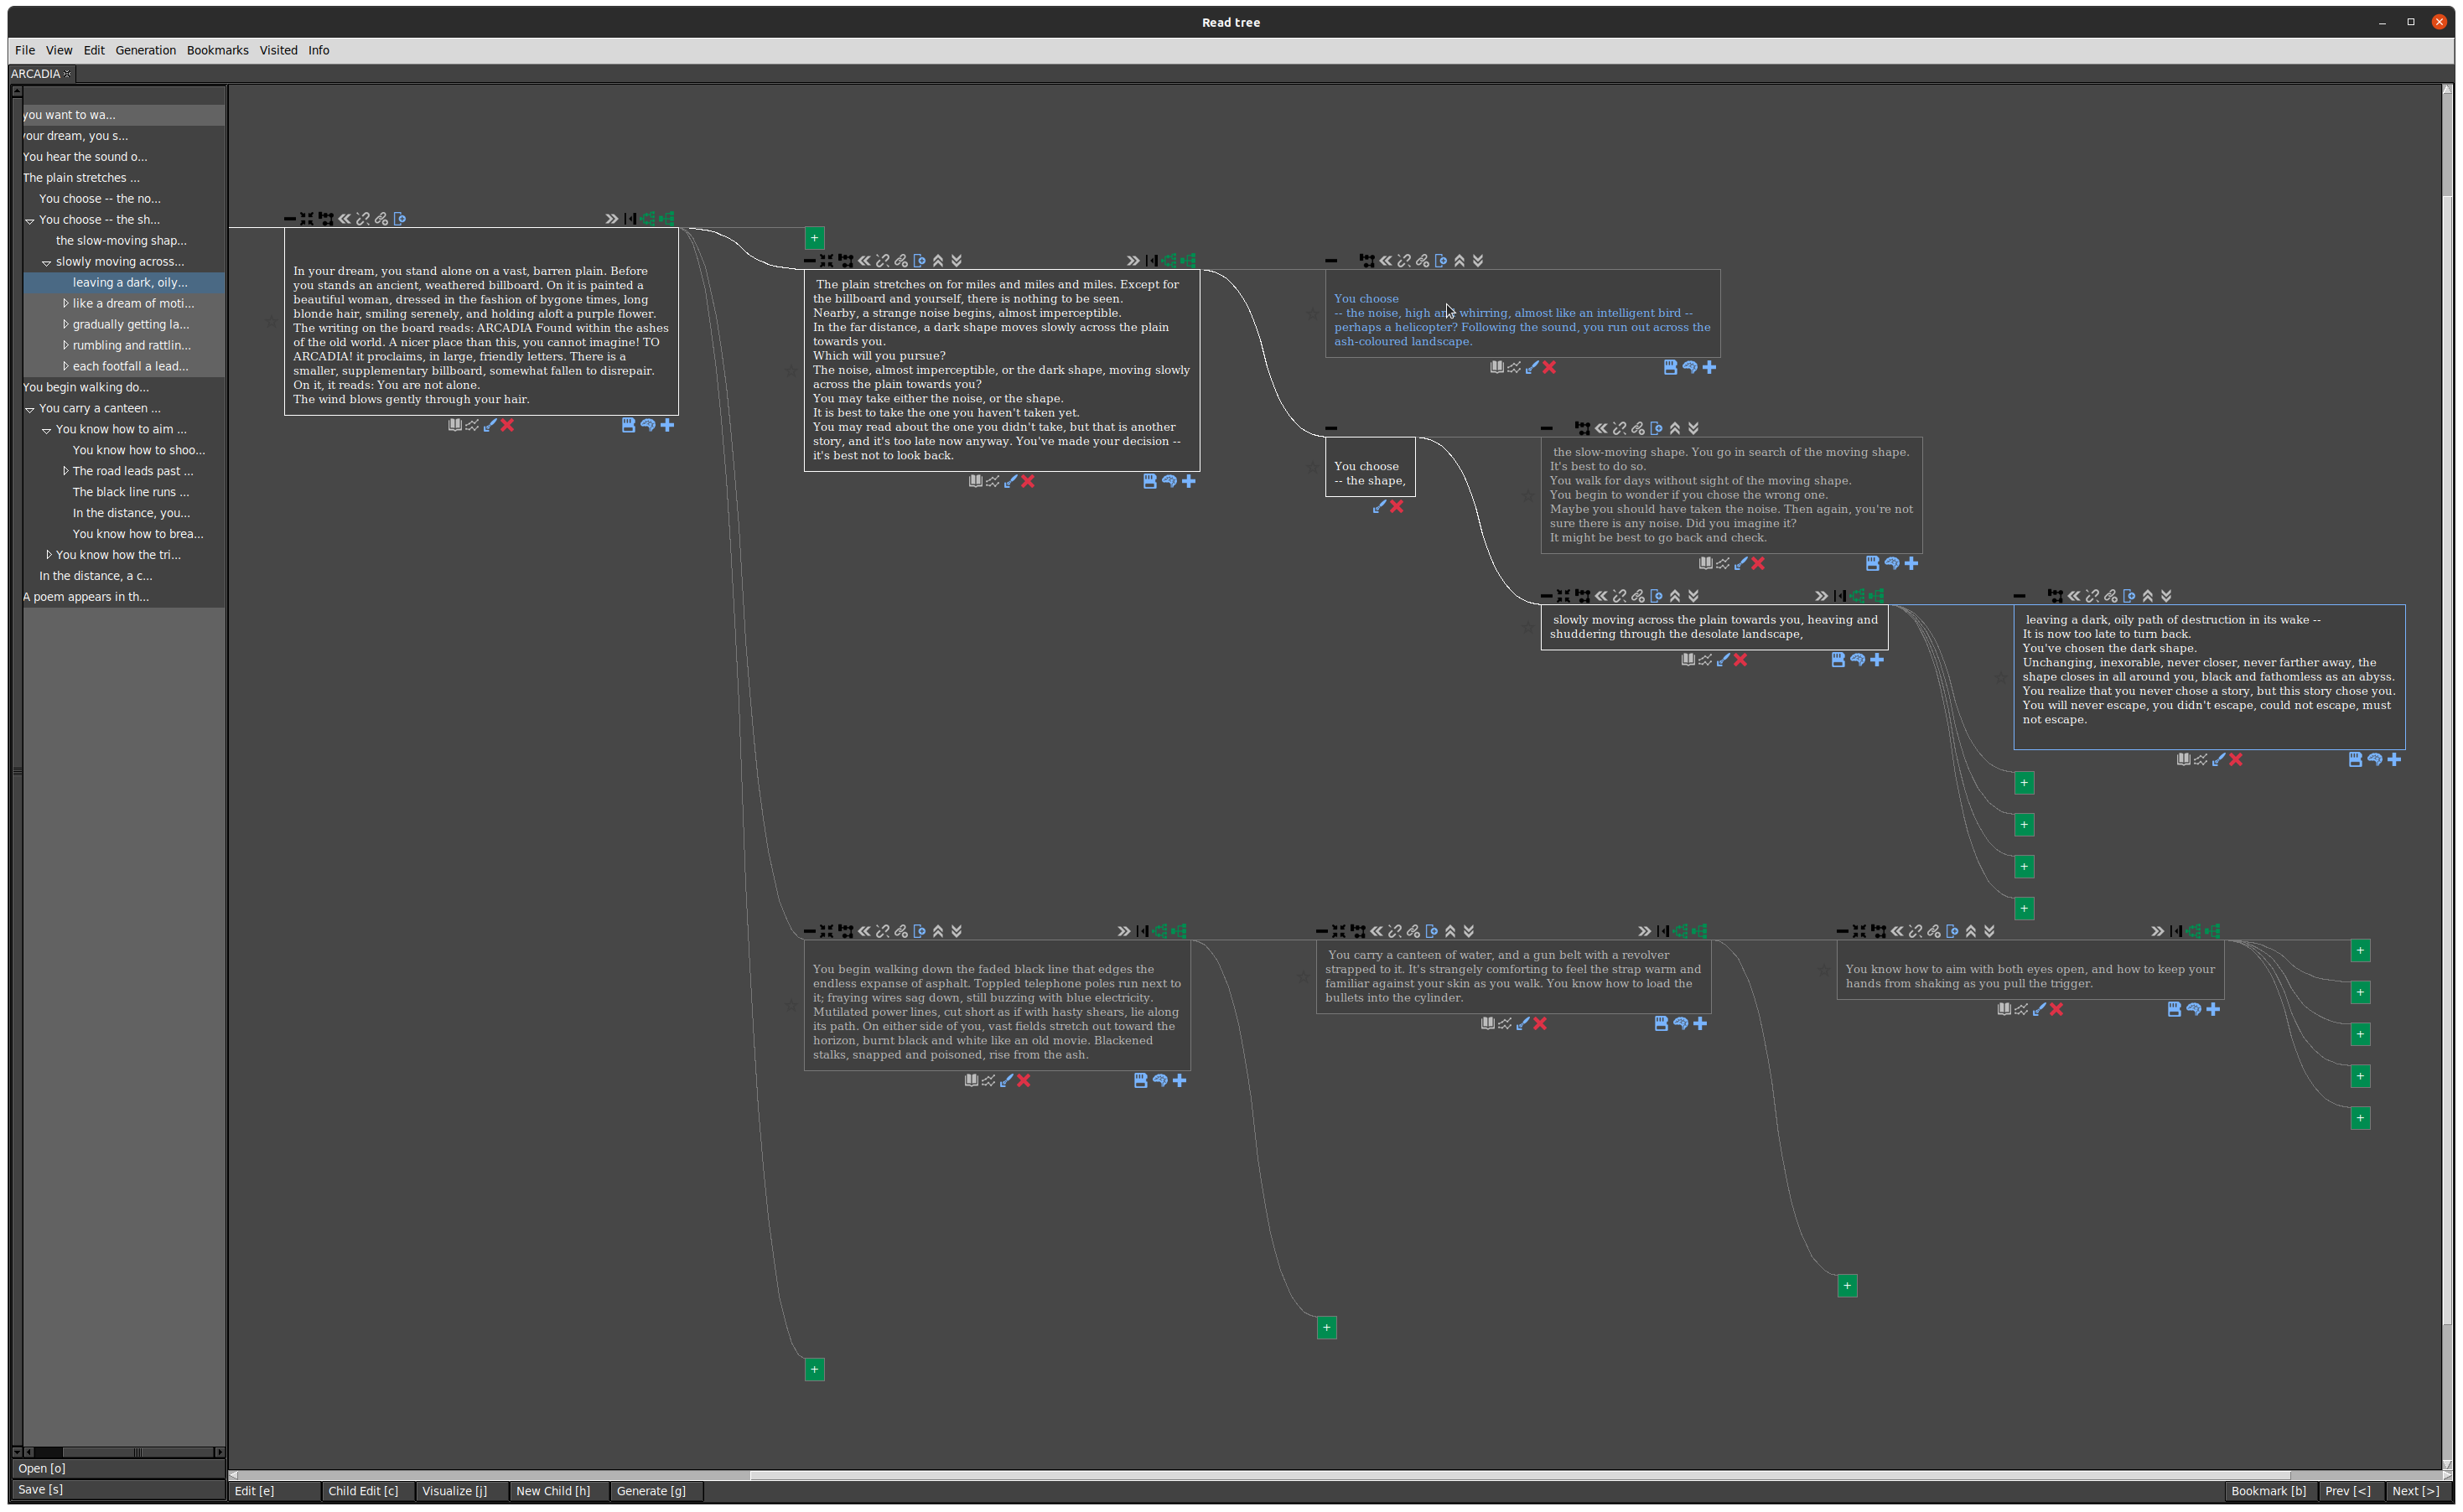 Read tree
File View Edit Generation Bookmarks Visited Info
ARCADIA
you want to wa...
your dream, you s...
You hear the sound o...
The plain stretches ...
You choose -- the no...
You choose -- the sh...
the slow-moving shap...
slowly moving across...
leaving a dark, oily...
like a dream of moti...
gradually getting la...
rumbling and rattlin...
each footfall a lead...
You begin walking do...
You carry a canteen ...
You know how to aim ...
You know how to shoo...
The road leads past ...
The black line runs ...
In the distance, you...
You know how to brea...
You know how the tri...
In the distance, a c...
A poem appears in th...
Open [o]
Save [s]
In your dream, you stand alone on a vast, barren plain. Before
you stands an ancient, weathered billboard. On it is painted a
beautiful woman, dressed in the fashion of bygone times, long
blonde hair, smiling serenely, and holding aloft a purple flower.
The writing on the board reads: ARCADIA Found within the ashes
of the old world. A nicer place than this, you cannot imagine! TO
ARCADIA! it proclaims, in large, friendly letters. There is a
smaller, supplementary billboard, somewhat fallen to disrepair.
On it, it reads: You are not alone.
The wind blows gently through your hair.
The plain stretches on for miles and miles and miles. Except for
the billboard and yourself, there is nothing to be seen.
Nearby, a strange noise begins, almost imperceptible.
In the far distance, a dark shape moves slowly across the plain
towards you.
Which will you pursue?
The noise, almost imperceptible, or the dark shape, moving slowly
across the plain towards you?
You may take either the noise, or the shape.
It is best to take the one you haven't taken yet.
You may read about the one you didn't take, but that is another
story, and it's too late now anyway. You've made your decision --
it's best not to look back.
You choose
-- the noise, high and whirring, almost like an intelligent bird --
perhaps a helicopter? Following the sound, you run out across the
ash-coloured landscape.
You choose
-- the shape,
the slow-moving shape. You go in search of the moving shape.
It's best to do so.
You walk for days without sight of the moving shape.
You begin to wonder if you chose the wrong one.
Maybe you should have taken the noise. Then again, you're not
sure there is any noise. Did you imagine it?
It might be best to go back and check.
slowly moving across the plain towards you, heaving and
shuddering through the desolate landscape,
leaving a dark, oily path of destruction in its wake --
It is now too late to turn back.
You've chosen the dark shape.
Unchanging, inexorable, never closer, never farther away, the
shape closes in all around you, black and fathomless as an abyss.
You realize that you never chose a story, but this story chose you.
You will never escape, you didn't escape, could not escape, must
not escape.
You begin walking down the faded black line that edges the
endless expanse of asphalt. Toppled telephone poles run next to
it; fraying wires sag down, still buzzing with blue electricity.
Mutilated power lines, cut short as if with hasty shears, lie along
its path. On either side of you, vast fields stretch out toward the
horizon, burnt black and white like an old movie. Blackened
stalks, snapped and poisoned, rise from the ash.
You carry a canteen of water, and a gun belt with a revolver
strapped to it. It's strangely comforting to feel the strap warm and
familiar against your skin as you walk. You know how to load the
bullets into the cylinder.
You know how to aim with both eyes open, and how to keep your
hands from shaking as you pull the trigger.
Edit [e] Child Edit [c] Visualize [j] New Child [h] Generate [g] Bookmark [b] Prev [<] Next [>]